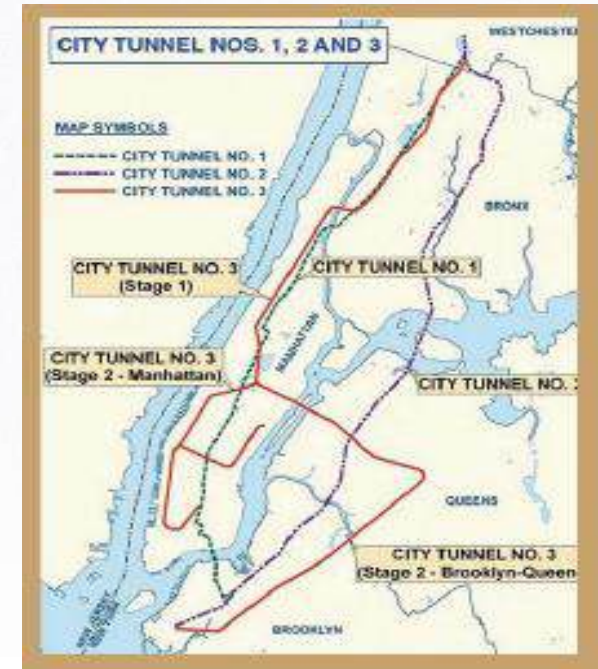 WESTCHESTER
CITY TUNNEL NOS. 1, 2 AND 3
MAP SYMBOLS
CITY TUNNEL NO. 1
CITY TUNNEL NO. 2
CITY TUNNEL NO. 3
BRONX
CITY TUNNEL NO. 3
(Stage 1)
CITY TUNNEL NO. 1
MANHATTAN
CITY TUNNEL NO. 3
(Stage 2 - Manhattan)
CITY TUNNEL NO.
QUEENS
CITY TUNNEL NO. 3
(Stage 2 - Brooklyn-Queen
BROOKLYN